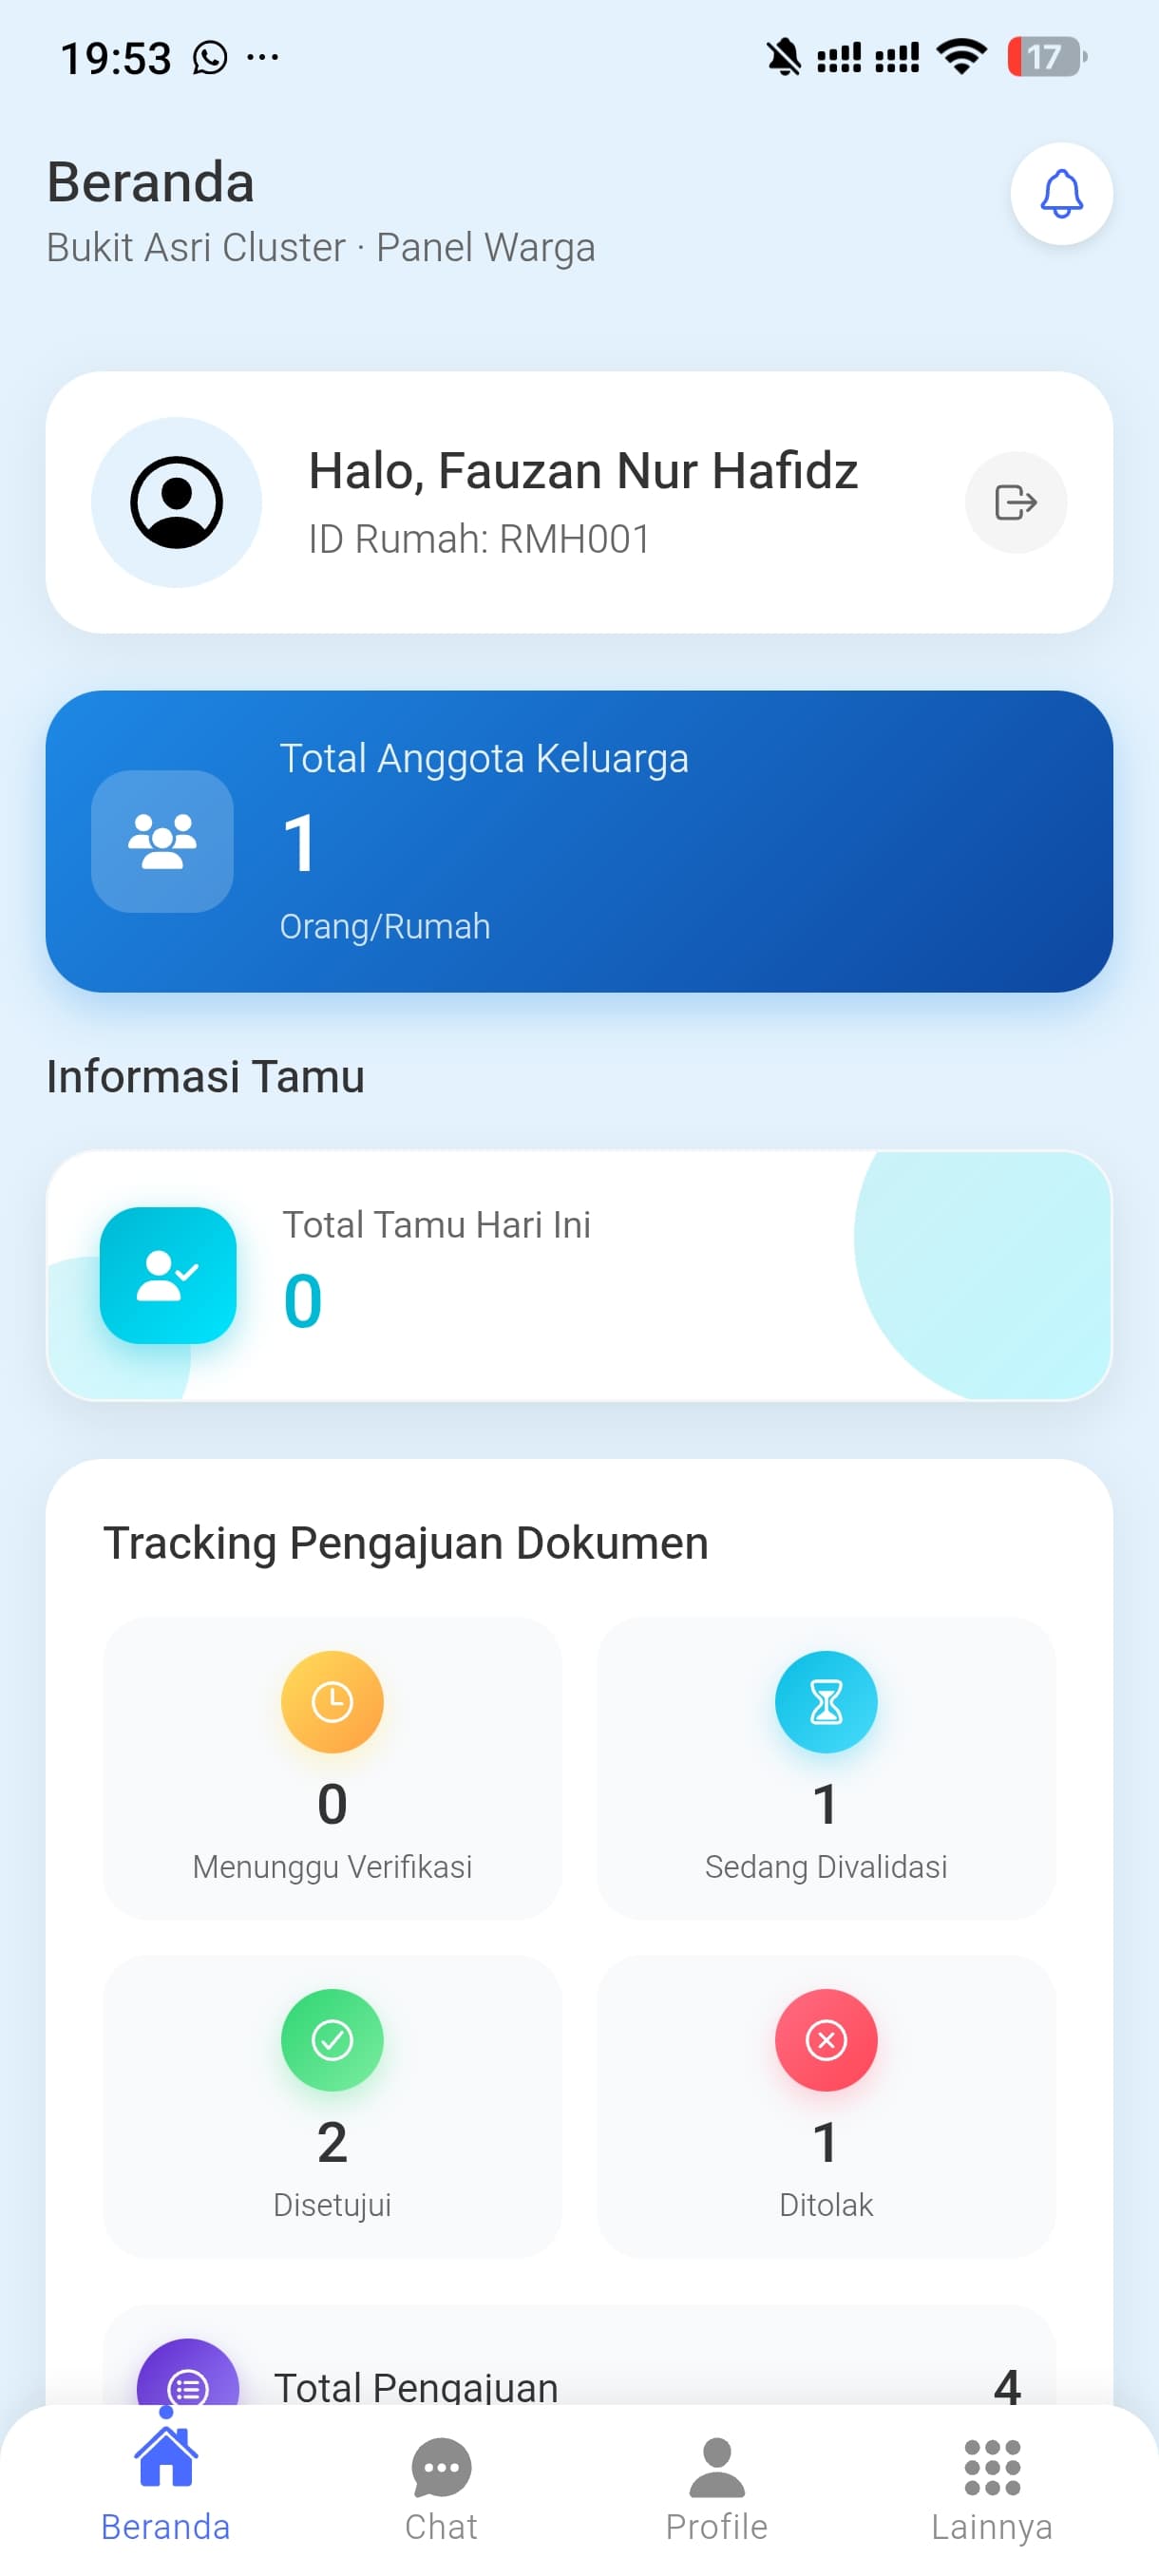 19:53
17
Beranda
Bukit Asri Cluster · Panel Warga
Halo, Fauzan Nur Hafidz
ID Rumah: RMH001
Total Anggota Keluarga
1
Orang/Rumah
Informasi Tamu
Total Tamu Hari Ini
0
Tracking Pengajuan Dokumen
0
Menunggu Verifikasi
1
Sedang Divalidasi
2
Disetujui
1
Ditolak
Total Pengajuan
4
Beranda
Chat
Profile
Lainnya